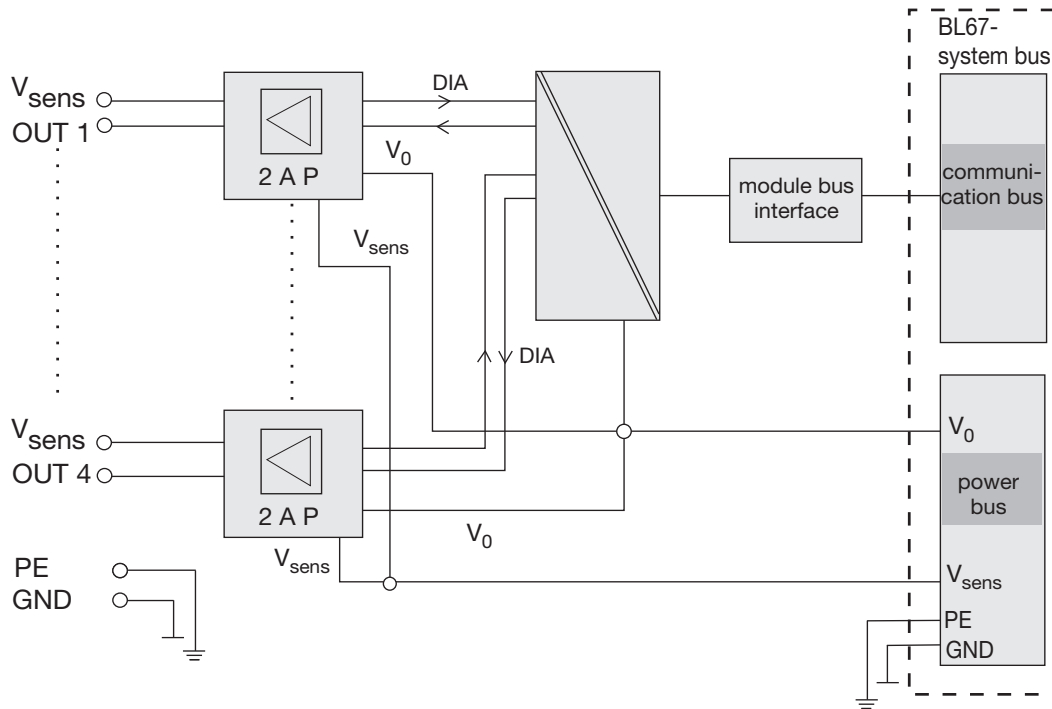 BL67-
system bus
Vsens
OUT 1
2 A P
DIA
V0
Vsens
module bus
interface
communi-
cation bus
DIA
Vsens
OUT 4
2 A P
V0
Vsens
V0
power
bus
Vsens
PE
GND
PE
GND